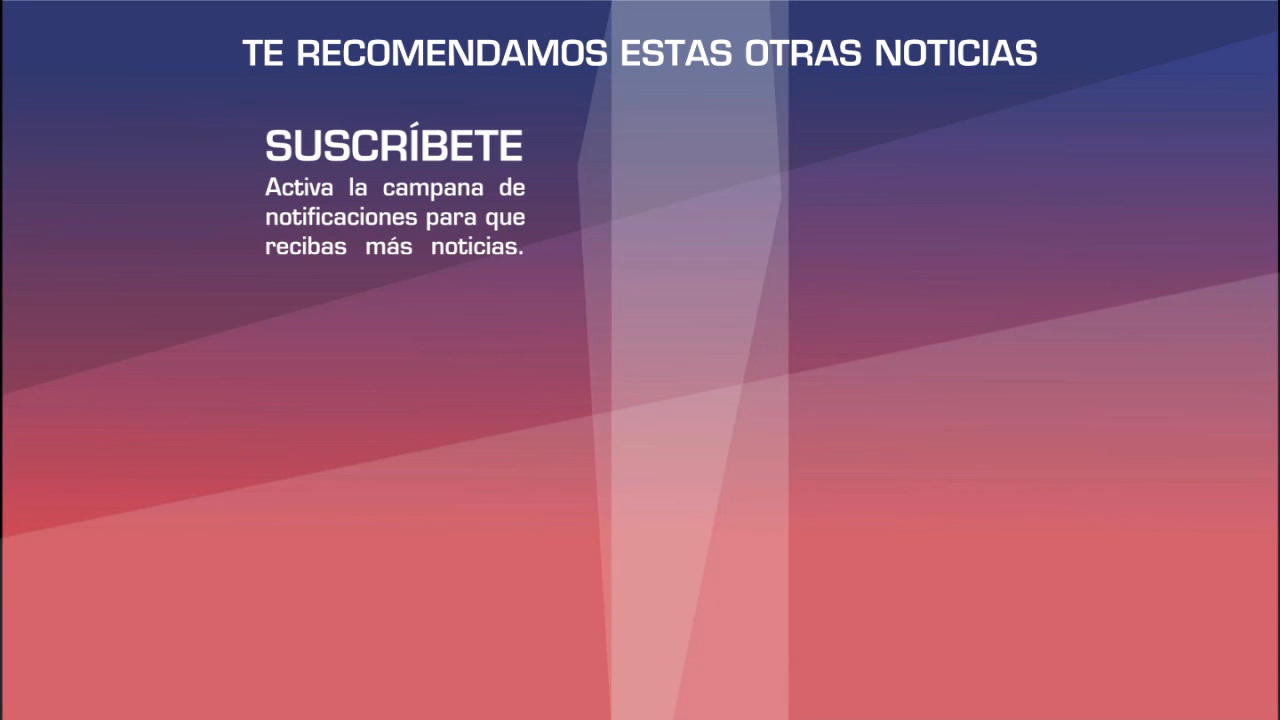 TE RECOMENDAMOS ESTAS OTRAS NOTICIAS
SUSCRÍBETE
Activa la campana de
notificaciones para que
recibas más noticias.